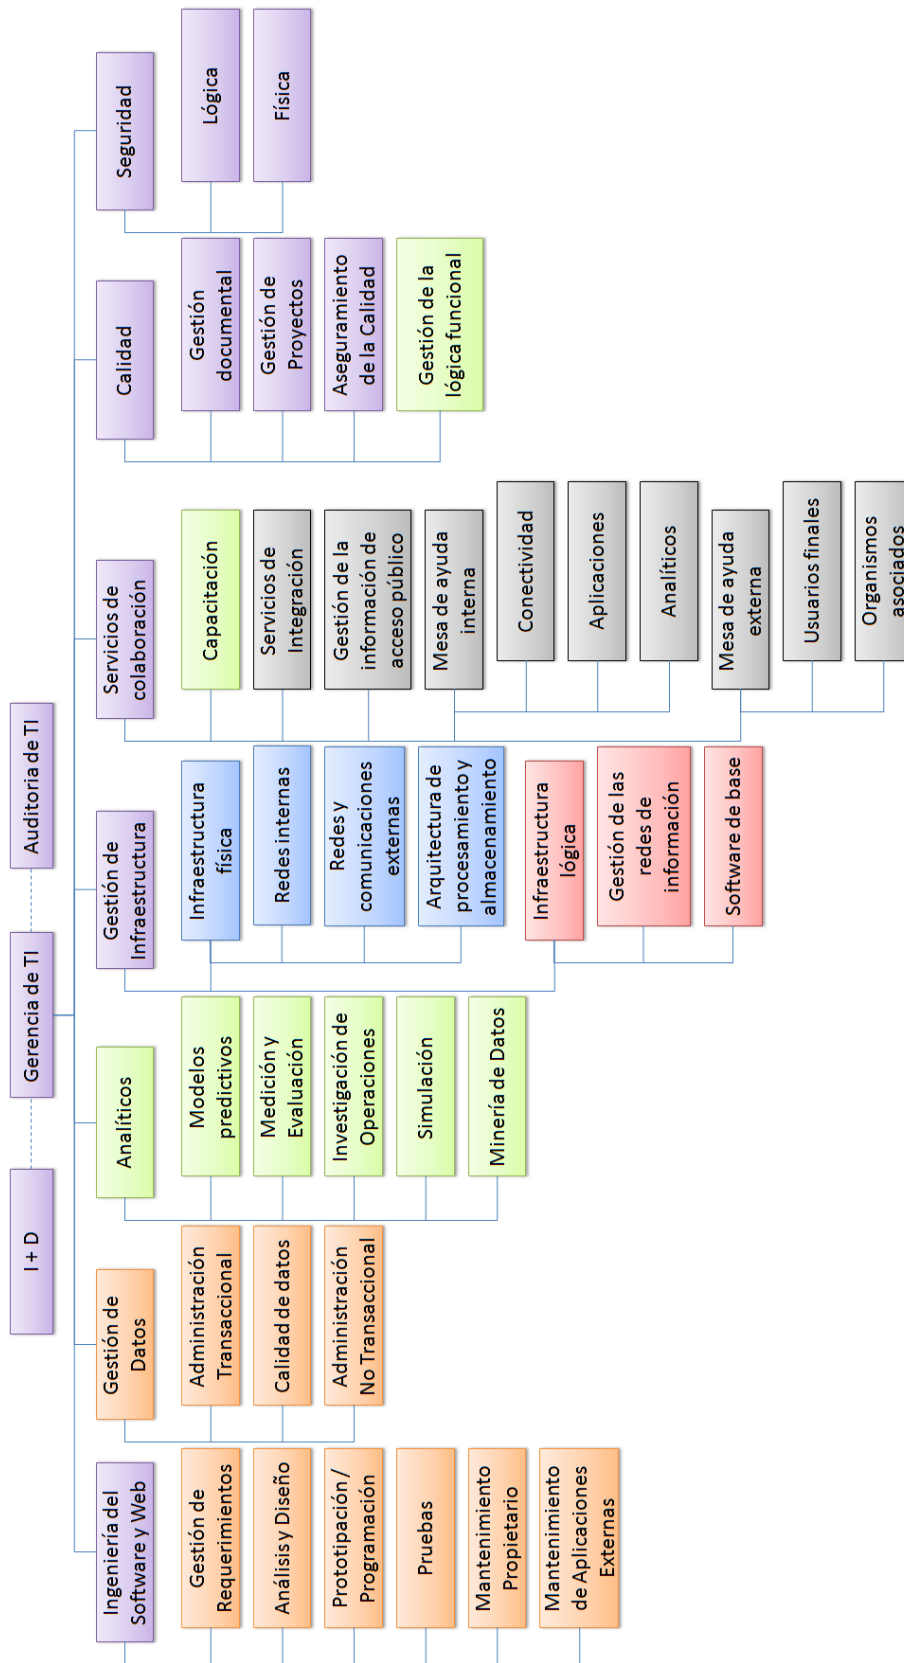 I + D
Gerencia de TI
Auditoria de TI
Ingeniería del
Software y Web
Gestión de
Requerimientos
Análisis y Diseño
Prototipación /
Programación
Pruebas
Mantenimiento
Propietario
Mantenimiento
de Aplicaciones
Externas
Gestión de
Datos
Administración
Transaccional
Calidad de datos
Administración
No Transaccional
Analíticos
Modelos
predictivos
Medición y
Evaluación
Investigación de
Operaciones
Simulación
Minería de Datos
Gestión de
Infraestructura
Infraestructura
física
Redes internas
Redes y
comunicaciones
externas
Arquitectura de
procesamiento y
almacenamiento
Infraestructura
lógica
Gestión de las
redes de
información
Software de base
Servicios de
colaboración
Capacitación
Servicios de
Integración
Gestión de la
información de
acceso público
Mesa de ayuda
interna
Conectividad
Aplicaciones
Analíticos
Mesa de ayuda
externa
Usuarios finales
Organismos
asociados
Calidad
Gestión
documental
Gestión de
Proyectos
Aseguramiento
de la Calidad
Gestión de la
lógica funcional
Seguridad
Lógica
Física